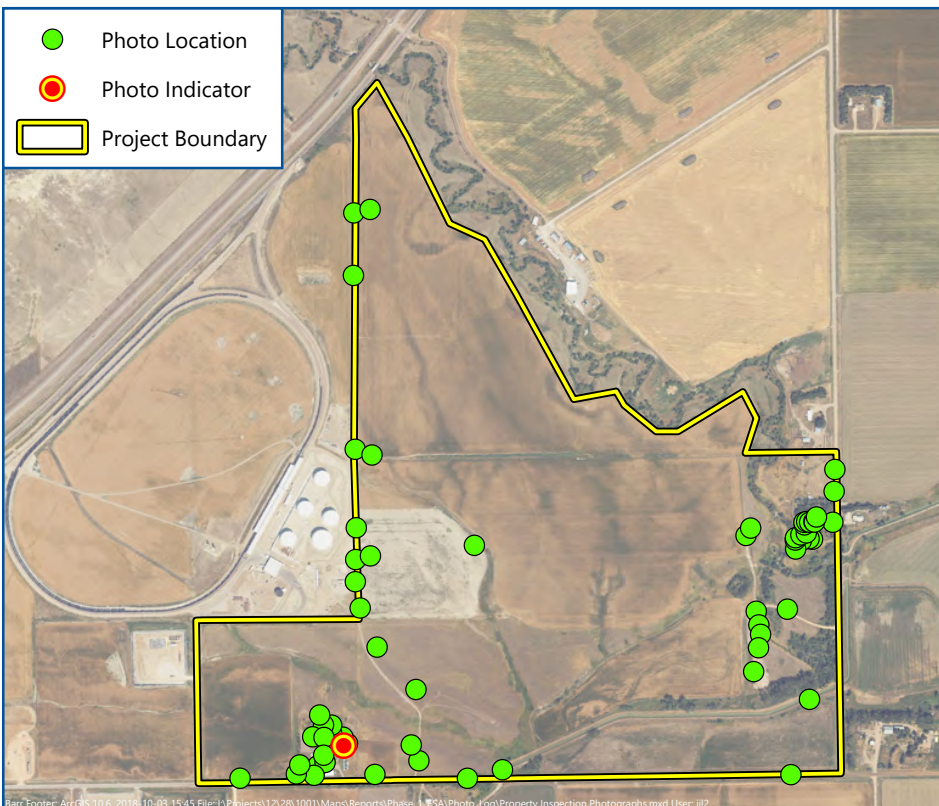 Photo Location
Photo Indicator
Project Boundary
Barr Footer: ArcGIS 10.6, 2018-10-03 15:45 File: I:\Projects\12\28\1001\Maps\Reports\Phase_1_ESA\Photo_Log\Property Inspection Photographs.mxd User: jjl2